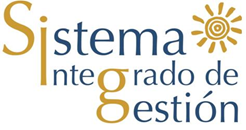 Sistema
integrado de
gestión